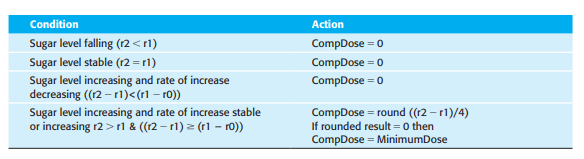 Condition Action
Sugar level falling (r2 < r1) CompDose = 0
Sugar level stable (r2 = r1) CompDose = 0
Sugar level increasing and rate of increase CompDose = 0
decreasing ((r2 – r1)<(r1 – r0))
Sugar level increasing and rate of increase stable CompDose = round ((r2 – r1)/4)
or increasing r2 > r1 & ((r2 – r1) ≥ (r1 – r0)) If rounded result = 0 then
CompDose = MinimumDose